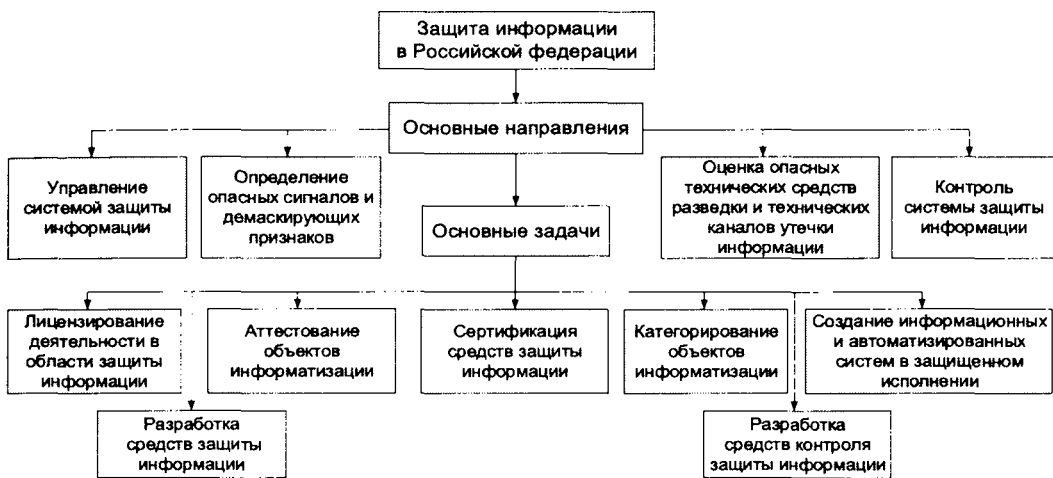 Защита информации
в Российской федерации
Основные направления
Управление
системой защиты
информации
Определение
опасных сигналов и
демаскирующих
признаков
Основные задачи
Оценка опасных
технических средств
разведки и технических
каналов утечки
информации
Контроль
системы защиты
информации
Лицензирование
деятельности в
области защиты
информации
Аттестование
объектов
информатизации
Сертификация
средств защиты
информации
Категорирование
объектов
информатизации
Создание информационных
и автоматизированных
систем в защищенном
исполнении
Разработка
средств защиты
информации
Разработка
средств контроля
защиты информации